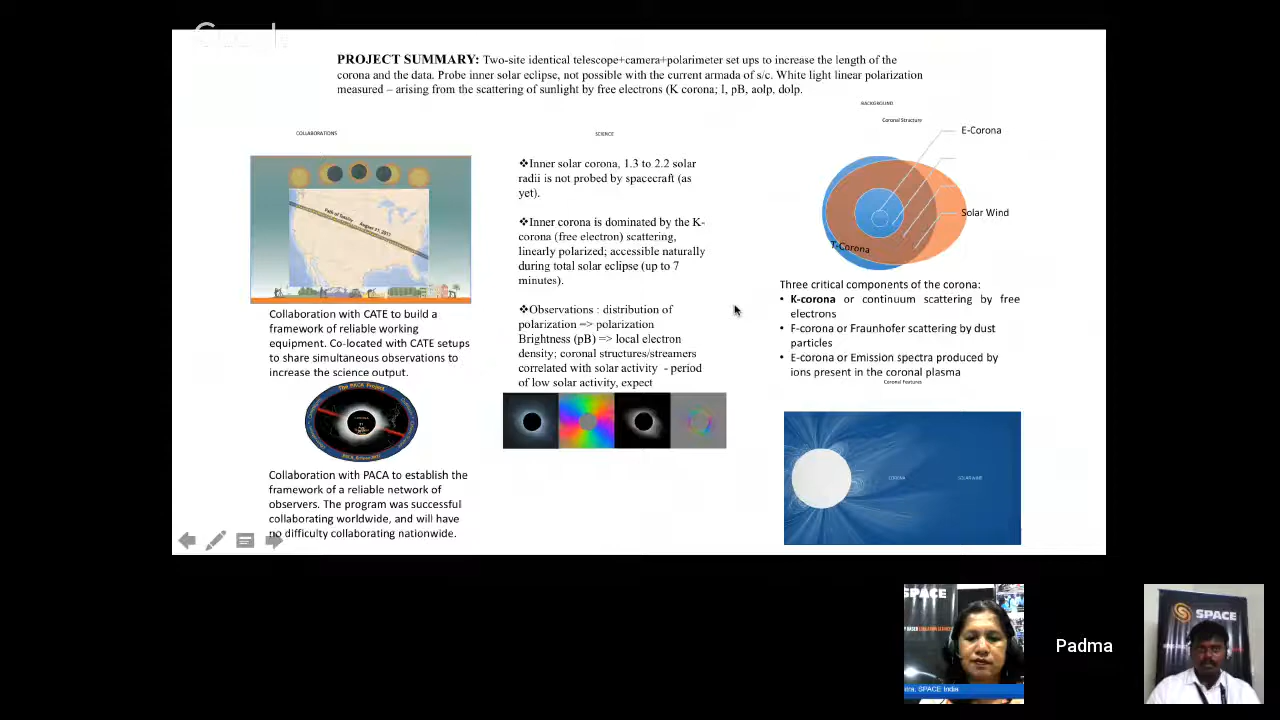 PROJECT SUMMARY: Two-site identical telescope+camera+polarimeter set ups to increase the length of the
corona and the data. Probe inner solar eclipse, not possible with the current armada of s/c. White light linear polarization
measured – arising from the scattering of sunlight by free electrons (K corona; I, pB, aolp, dolp.
COLLABORATIONS
Path of Totality August 21, 2017
Collaboration with CATE to build a
framework of reliable working
equipment. Co-located with CATE setups
to share simultaneous observations to
increase the science output.
The PACA Project
Collaboration with PACA to establish the
framework of a reliable network of
observers. The program was successful
collaborating worldwide, and will have
no difficulty collaborating nationwide.
SCIENCE
❖Inner solar corona, 1.3 to 2.2 solar
radii is not probed by spacecraft (as
yet).
❖Inner corona is dominated by the K-
corona (free electron) scattering,
linearly polarized; accessible naturally
during total solar eclipse (up to 7
minutes).
❖Observations : distribution of
polarization => polarization
Brightness (pB) => local electron
density; coronal structures/streamers
correlated with solar activity - period
of low solar activity, expect
BACKGROUND
Coronal Structure
E-Corona
Solar Wind
T-Corona
Three critical components of the corona:
• K-corona or continuum scattering by free
electrons
• F-corona or Fraunhofer scattering by dust
particles
• E-corona or Emission spectra produced by
ions present in the coronal plasma
Coronal Features
CORONA
SOLAR WIND
SPACE
tra, SPACE India
Padma
SPACE